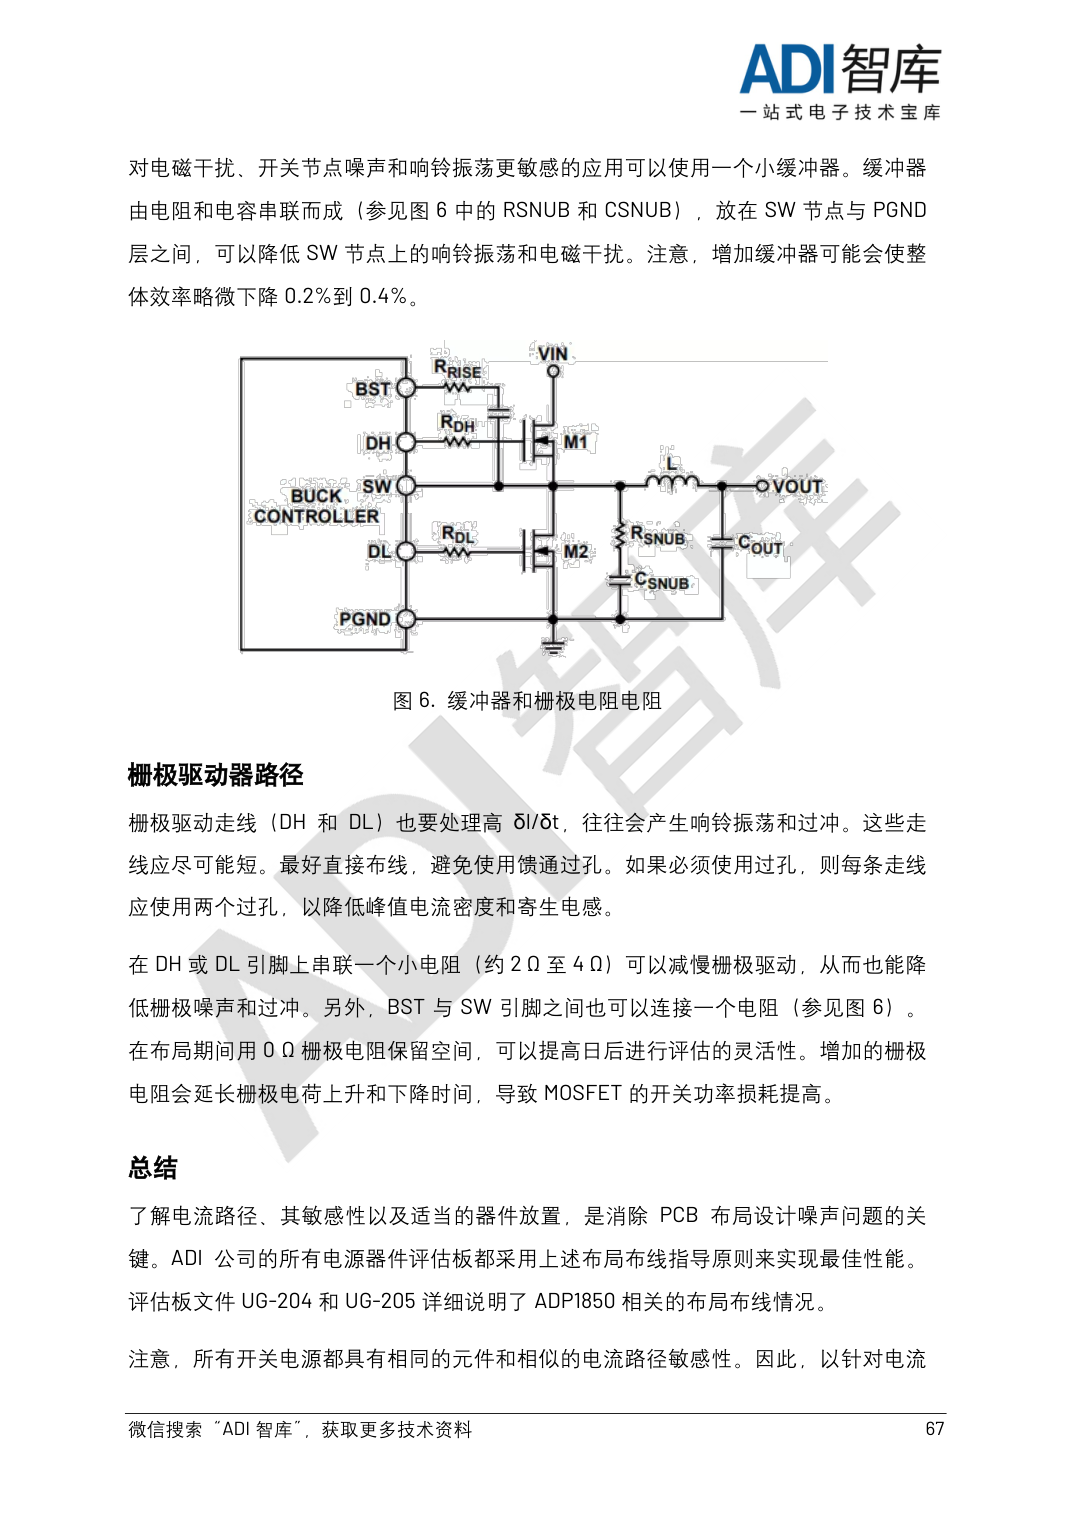 ADI智库
一站式电子技术宝库
对电磁干扰、开关节点噪声和响铃振荡更敏感的应用可以使用一个小缓冲器。缓冲器
由电阻和电容串联而成（参见图 6 中的 RSNUB 和 CSNUB），放在 SW 节点与 PGND
层之间，可以降低 SW 节点上的响铃振荡和电磁干扰。注意，增加缓冲器可能会使整
体效率略微下降 0.2%到 0.4%。
VIN
RRISE
BST
RDH
DH
M1
L
SW
VOUT
BUCK
CONTROLLER
RDL
RSNUB
COUT
DL
M2
CSNUB
PGND
图 6. 缓冲器和栅极电阻电阻
栅极驱动器路径
栅极驱动走线（DH 和 DL）也要处理高 δI/δt，往往会产生响铃振荡和过冲。这些走
线应尽可能短。最好直接布线，避免使用馈通过孔。如果必须使用过孔，则每条走线
应使用两个过孔，以降低峰值电流密度和寄生电感。
在 DH 或 DL 引脚上串联一个小电阻（约 2 Ω 至 4 Ω）可以减慢栅极驱动，从而也能降
低栅极噪声和过冲。另外，BST 与 SW 引脚之间也可以连接一个电阻（参见图 6）。
在布局期间用 0 Ω 栅极电阻保留空间，可以提高日后进行评估的灵活性。增加的栅极
电阻会延长栅极电荷上升和下降时间，导致 MOSFET 的开关功率损耗提高。
总结
了解电流路径、其敏感性以及适当的器件放置，是消除 PCB 布局设计噪声问题的关
键。ADI 公司的所有电源器件评估板都采用上述布局布线指导原则来实现最佳性能。
评估板文件 UG-204 和 UG-205 详细说明了 ADP1850 相关的布局布线情况。
注意，所有开关电源都具有相同的元件和相似的电流路径敏感性。因此，以针对电流
微信搜索“ADI 智库”，获取更多技术资料 67
ADI智库